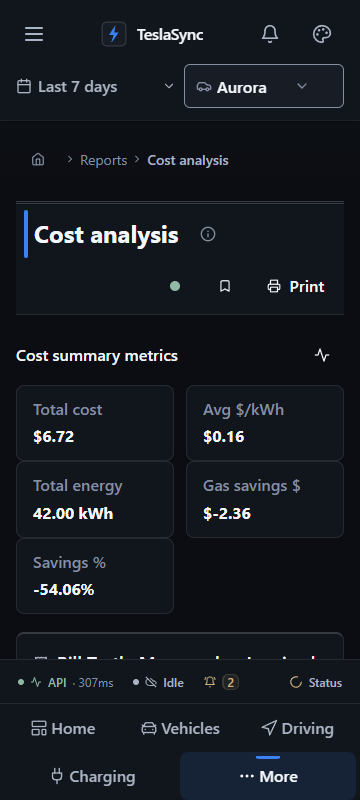 TeslaSync
Last 7 days
Aurora
Reports
Cost analysis
Cost analysis
Print
Cost summary metrics
Total cost
$6.72
Avg $/kWh
$0.16
Total energy
42.00 kWh
Gas savings $
$-2.36
Savings %
-54.06%
API · 307ms
Idle
2
Status
Home
Vehicles
Driving
Charging
More